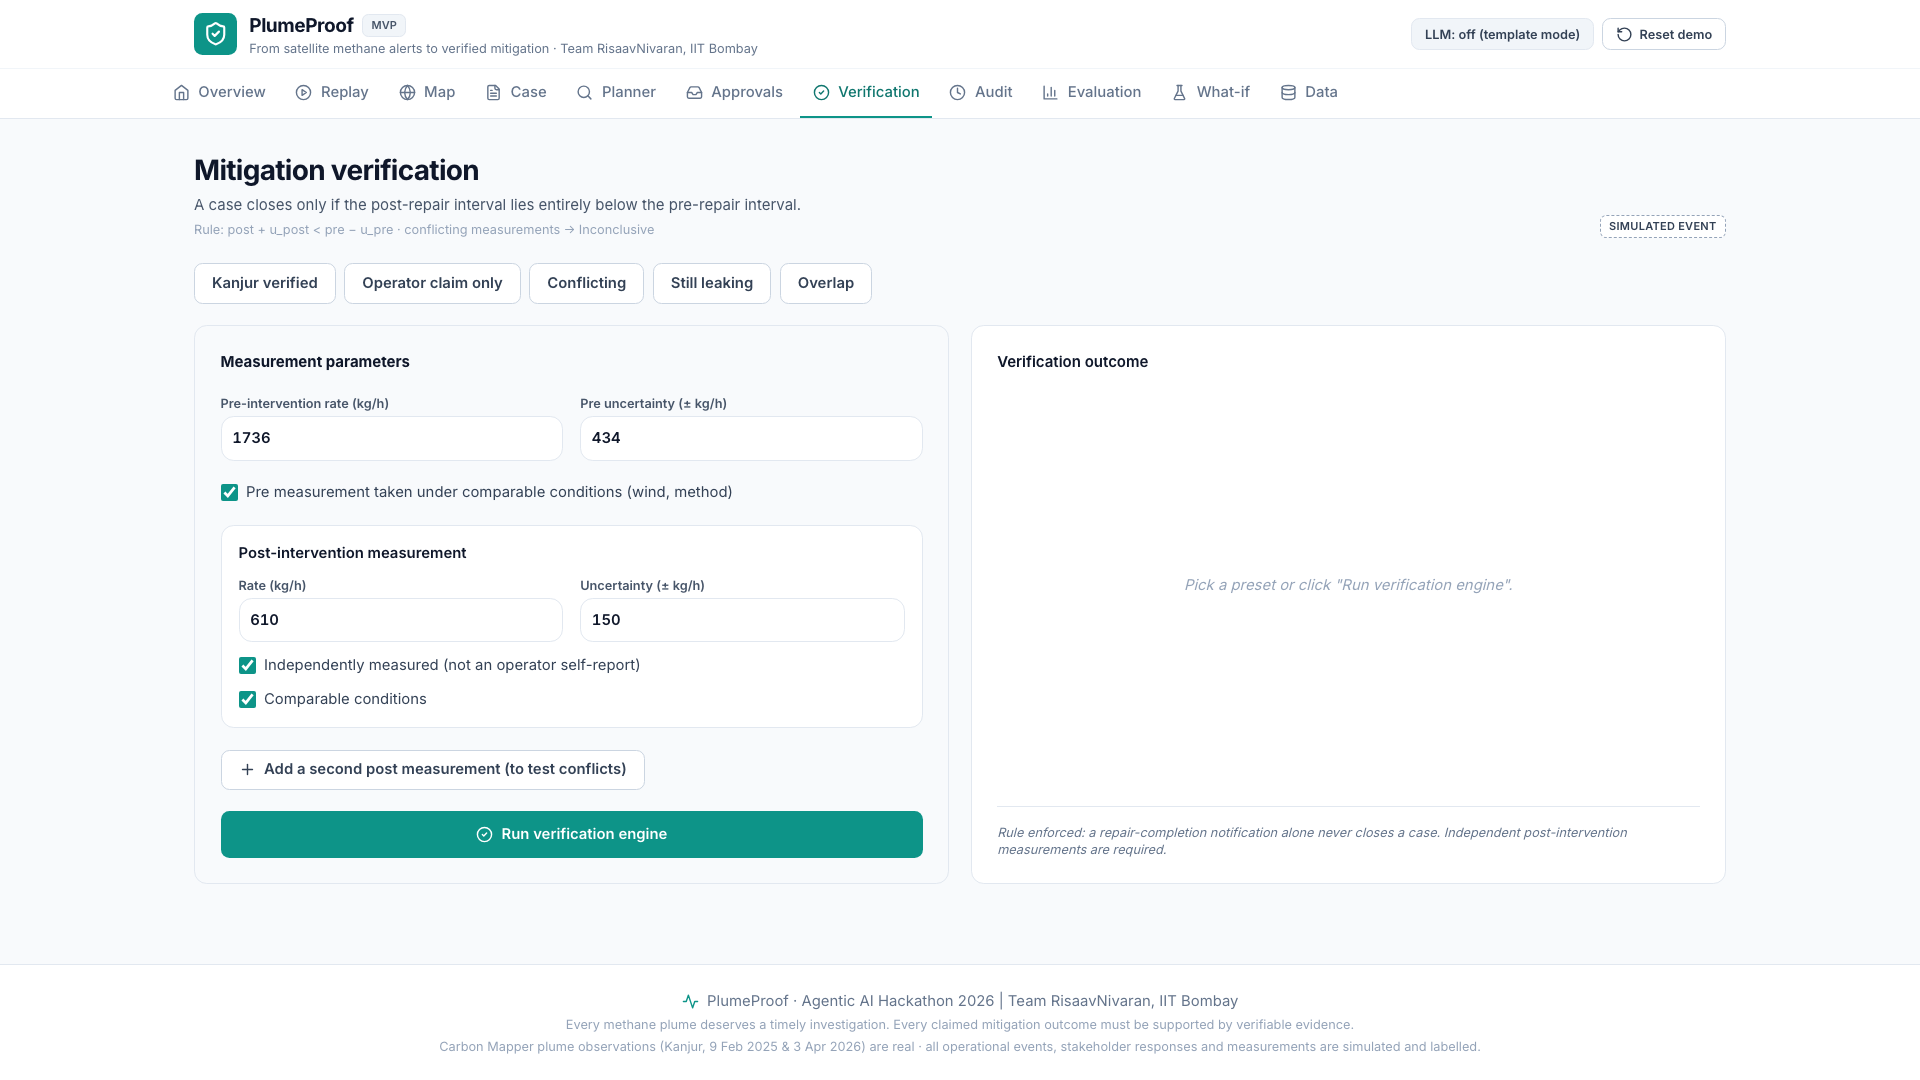 PlumeProof MVP
From satellite methane alerts to verified mitigation · Team RisaavNivaran, IIT Bombay
LLM: off (template mode)
Reset demo
Overview
Replay
Map
Case
Planner
Approvals
Verification
Audit
Evaluation
What-if
Data
Mitigation verification
A case closes only if the post-repair interval lies entirely below the pre-repair interval.
Rule: post + u_post < pre − u_pre · conflicting measurements → Inconclusive
SIMULATED EVENT
Kanjur verified
Operator claim only
Conflicting
Still leaking
Overlap
Measurement parameters
Pre-intervention rate (kg/h)
Pre uncertainty (± kg/h)
1736
434
Pre measurement taken under comparable conditions (wind, method)
Post-intervention measurement
Rate (kg/h)
Uncertainty (± kg/h)
610
150
Independently measured (not an operator self-report)
Comparable conditions
Add a second post measurement (to test conflicts)
Run verification engine
Verification outcome
Pick a preset or click "Run verification engine".
Rule enforced: a repair-completion notification alone never closes a case. Independent post-intervention
measurements are required.
PlumeProof · Agentic AI Hackathon 2026 | Team RisaavNivaran, IIT Bombay
Every methane plume deserves a timely investigation. Every claimed mitigation outcome must be supported by verifiable evidence.
Carbon Mapper plume observations (Kanjur, 9 Feb 2025 & 3 Apr 2026) are real · all operational events, stakeholder responses and measurements are simulated and labelled.